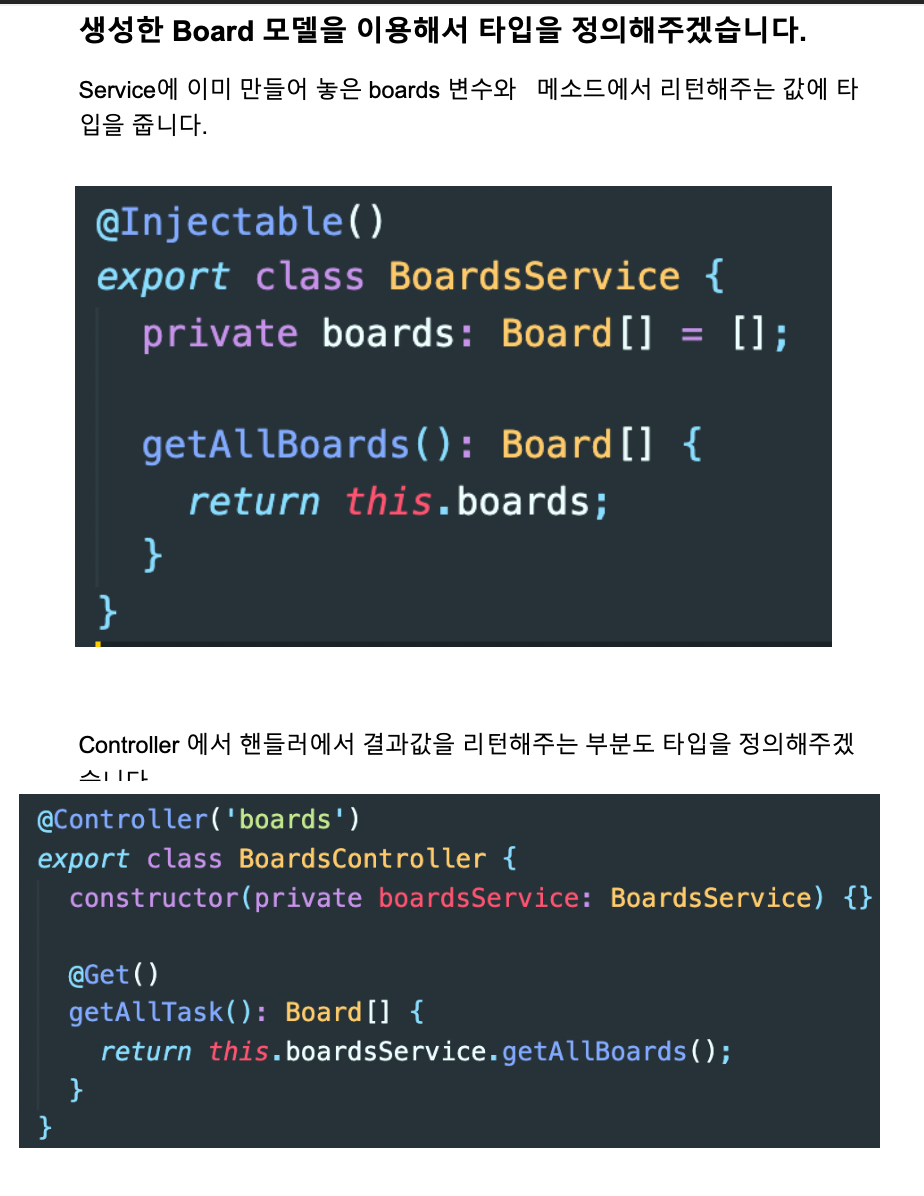 생성한 Board 모델을 이용해서 타입을 정의해주겠습니다.
Service에 이미 만들어 놓은 boards 변수와 메소드에서 리턴해주는 값에 타
입을 줍니다.
@Injectable()
export class BoardsService {
private boards: Board[] = [];
getAllBoards(): Board[] {
return this.boards;
}
}
Controller 에서 핸들러에서 결과값을 리턴해주는 부분도 타입을 정의해주겠
습니다
@Controller('boards')
export class BoardsController {
constructor(private boardsService: BoardsService) {}
@Get()
getAllTask(): Board[] {
return this.boardsService.getAllBoards();
}
}